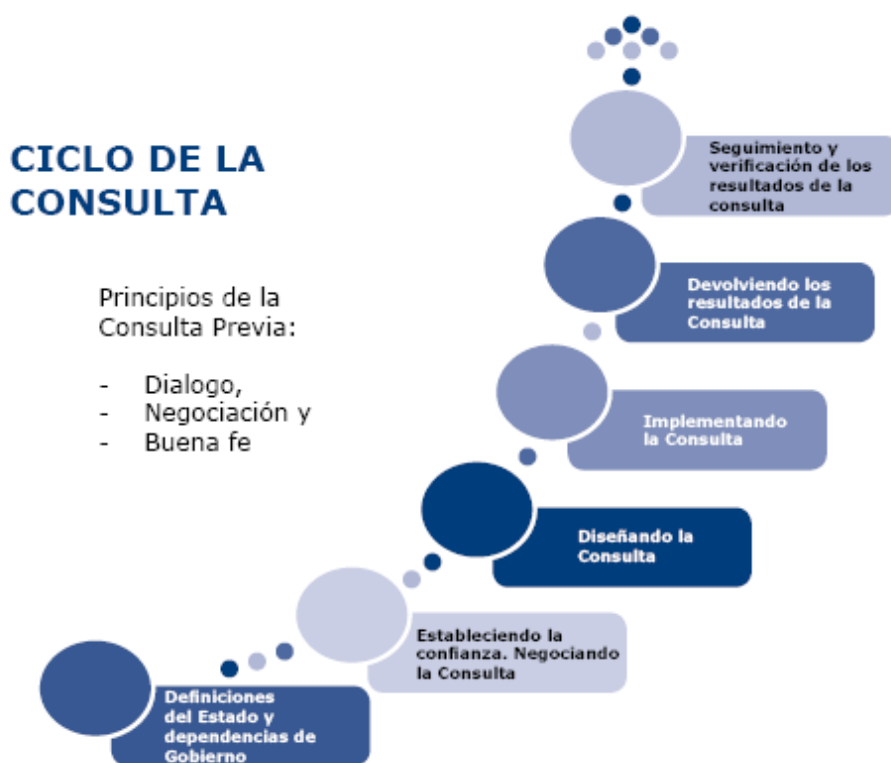 CICLO DE LA
CONSULTA
Principios de la
Consulta Previa:
- Dialogo,
- Negociación y
- Buena fe
Seguimiento y
verificación de los
resultados de la
consulta
Devolviendo los
resultados de la
Consulta
Implementando
la Consulta
Diseñando la
Consulta
Estableciendo la
confianza. Negociando
la Consulta
Definiciones
del Estado y
dependencias de
Gobierno